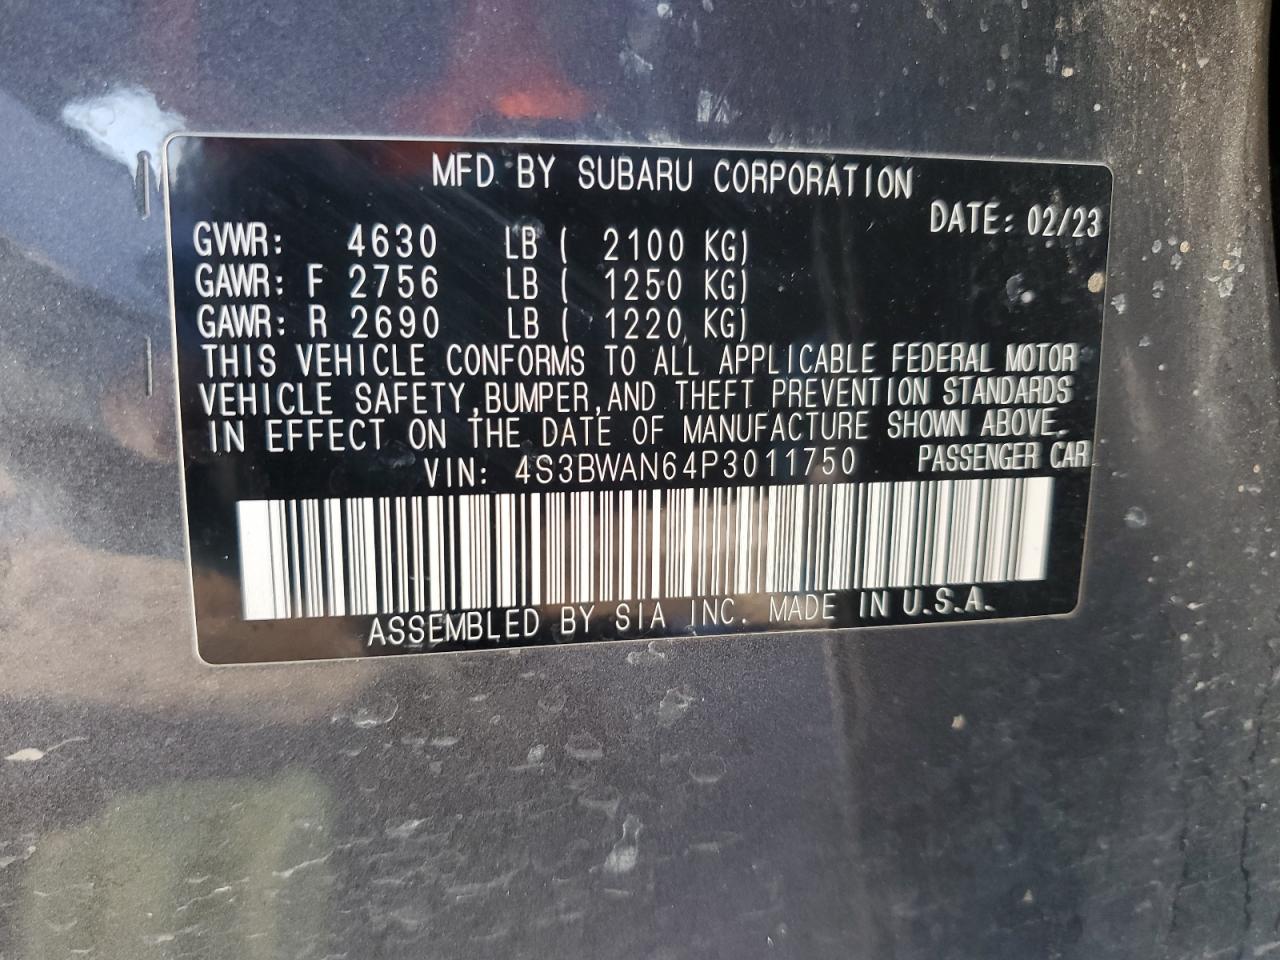 MFD BY SUBARU CORPORATION
DATE: 02/23
GVWR: 4630 LB ( 2100 KG)
GAWR: F 2756 LB ( 1250 KG)
GAWR: R 2690 LB ( 1220 KG)
THIS VEHICLE CONFORMS TO ALL APPLICABLE FEDERAL MOTOR
VEHICLE SAFETY,BUMPER,AND THEFT PREVENTION STANDARDS
IN EFFECT ON THE DATE OF MANUFACTURE SHOWN ABOVE.
VIN: 4S3BWAN64P3011750 PASSENGER CAR
ASSEMBLED BY SIA INC. MADE IN U.S.A.